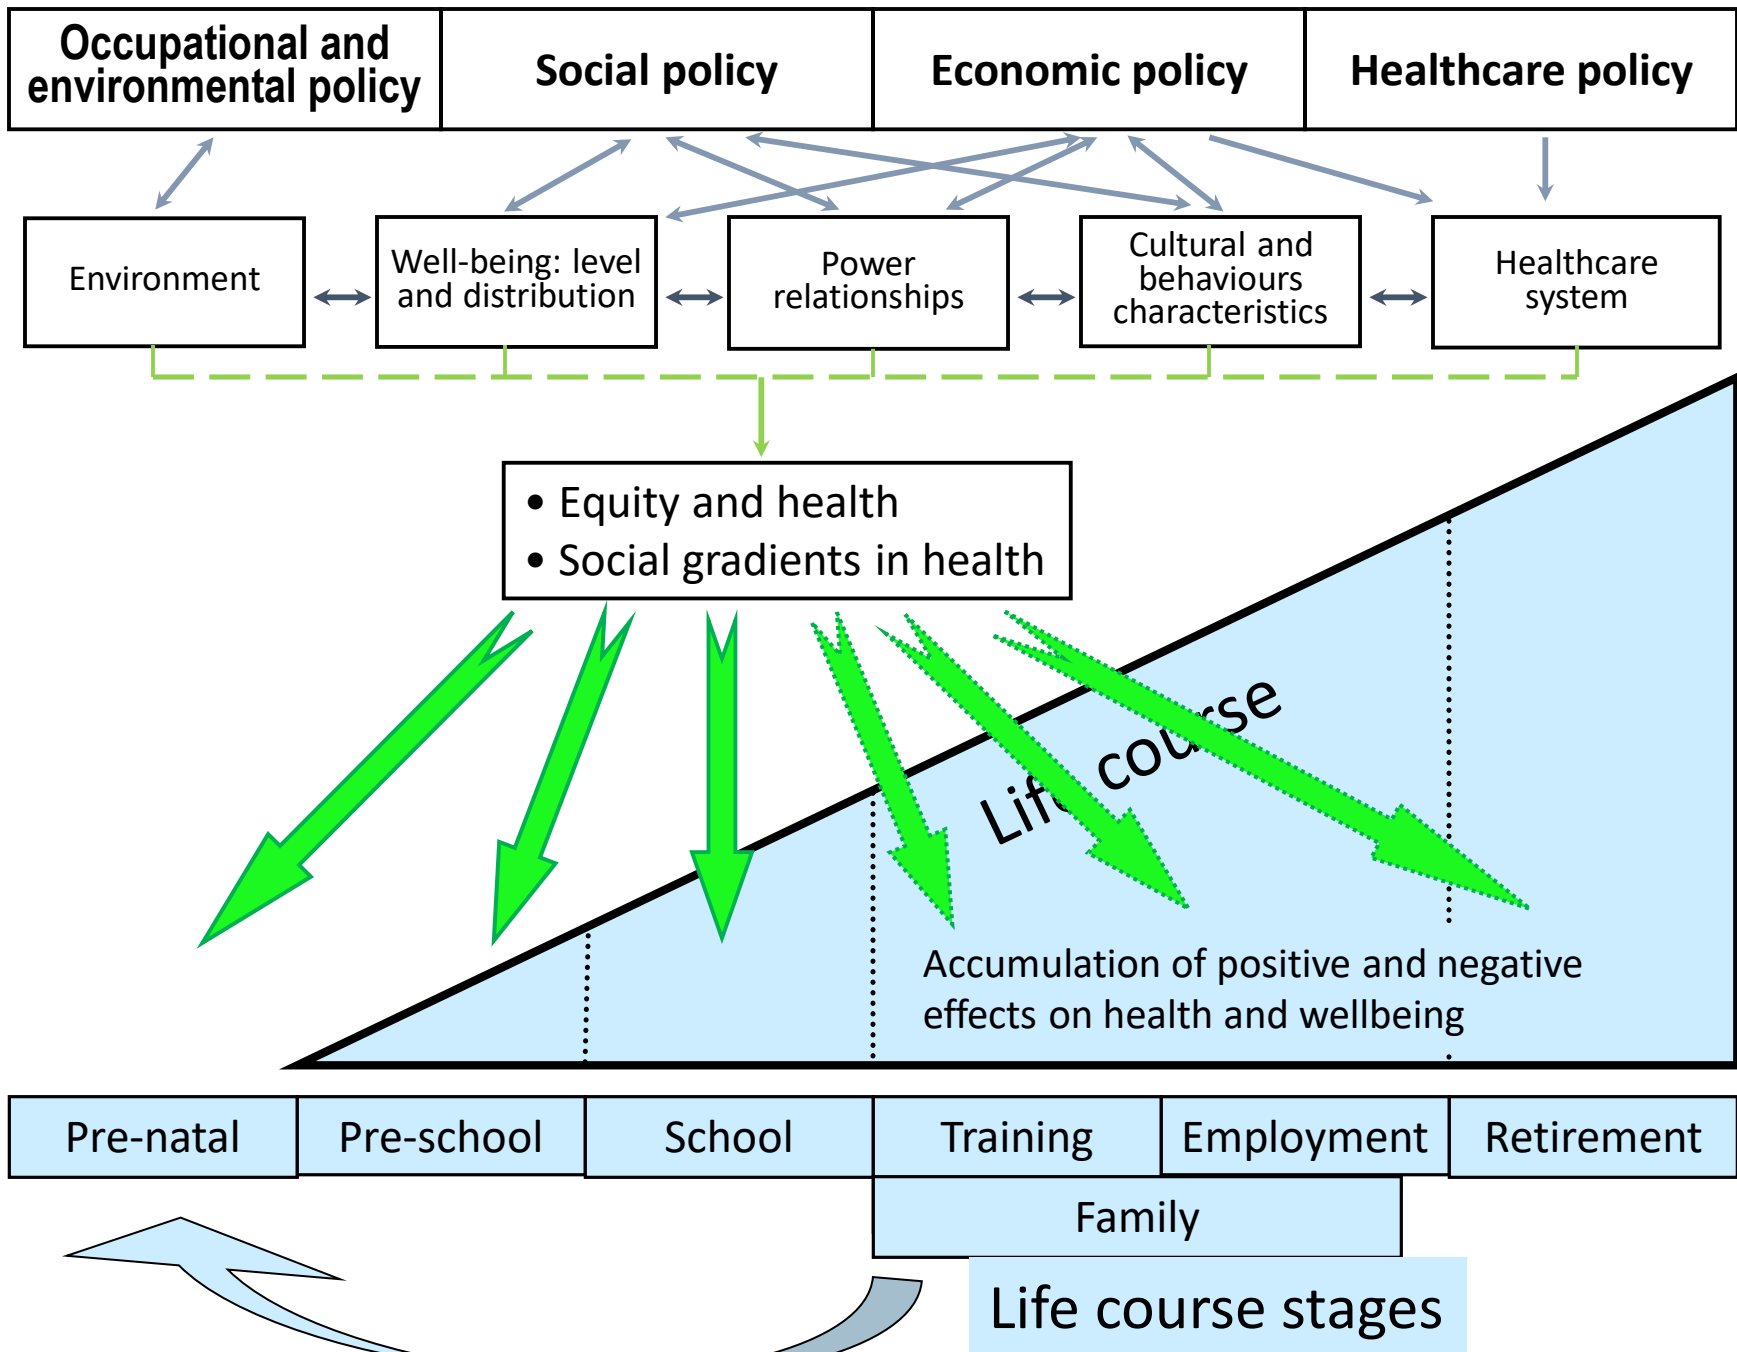 Occupational and
environmental policy
Social policy
Economic policy
Healthcare policy
Environment
Well-being: level
and distribution
Power
relationships
Cultural and
behaviours
characteristics
Healthcare
system
• Equity and health
• Social gradients in health
Life course
Accumulation of positive and negative
effects on health and wellbeing
Pre-natal
Pre-school
School
Training
Employment
Retirement
Family
Life course stages